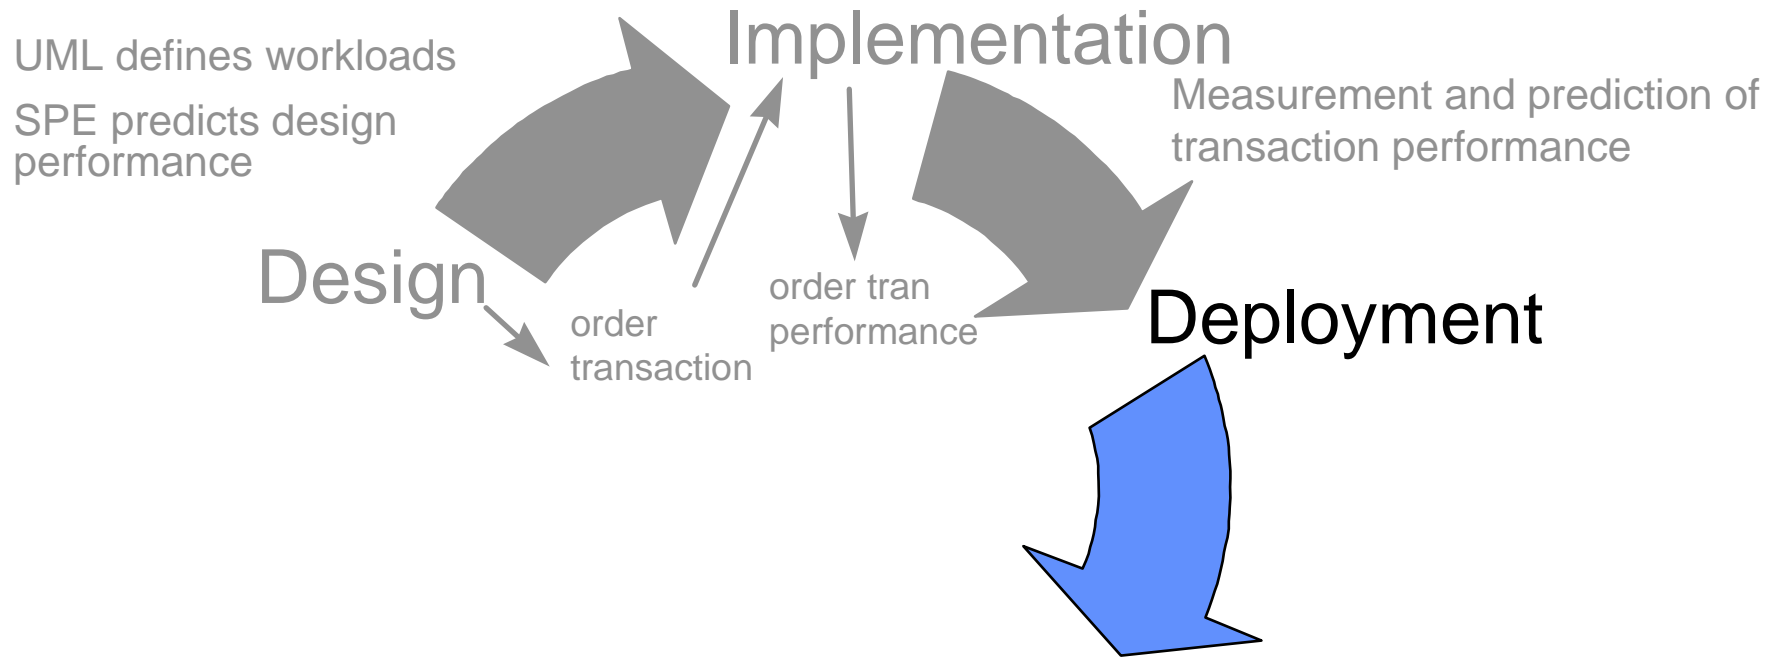 UML defines workloads
SPE predicts design
performance
Implementation
Measurement and prediction of
transaction performance
Design
order
transaction
order tran
performance
Deployment